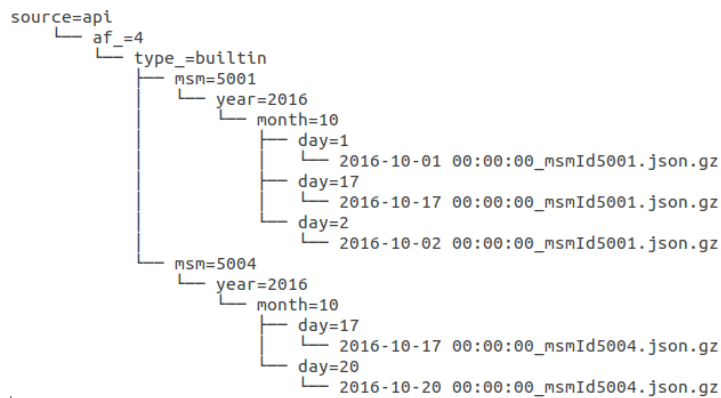 source=api
└── af_=4
└── type_=builtin
├── msm=5001
│ └── year=2016
│ └── month=10
│ ├── day=1
│ │ └── 2016-10-01 00:00:00_msmId5001.json.gz
│ ├── day=17
│ │ └── 2016-10-17 00:00:00_msmId5001.json.gz
│ └── day=2
│ └── 2016-10-02 00:00:00_msmId5001.json.gz
└── msm=5004
└── year=2016
└── month=10
├── day=17
│ └── 2016-10-17 00:00:00_msmId5004.json.gz
└── day=20
└── 2016-10-20 00:00:00_msmId5004.json.gz